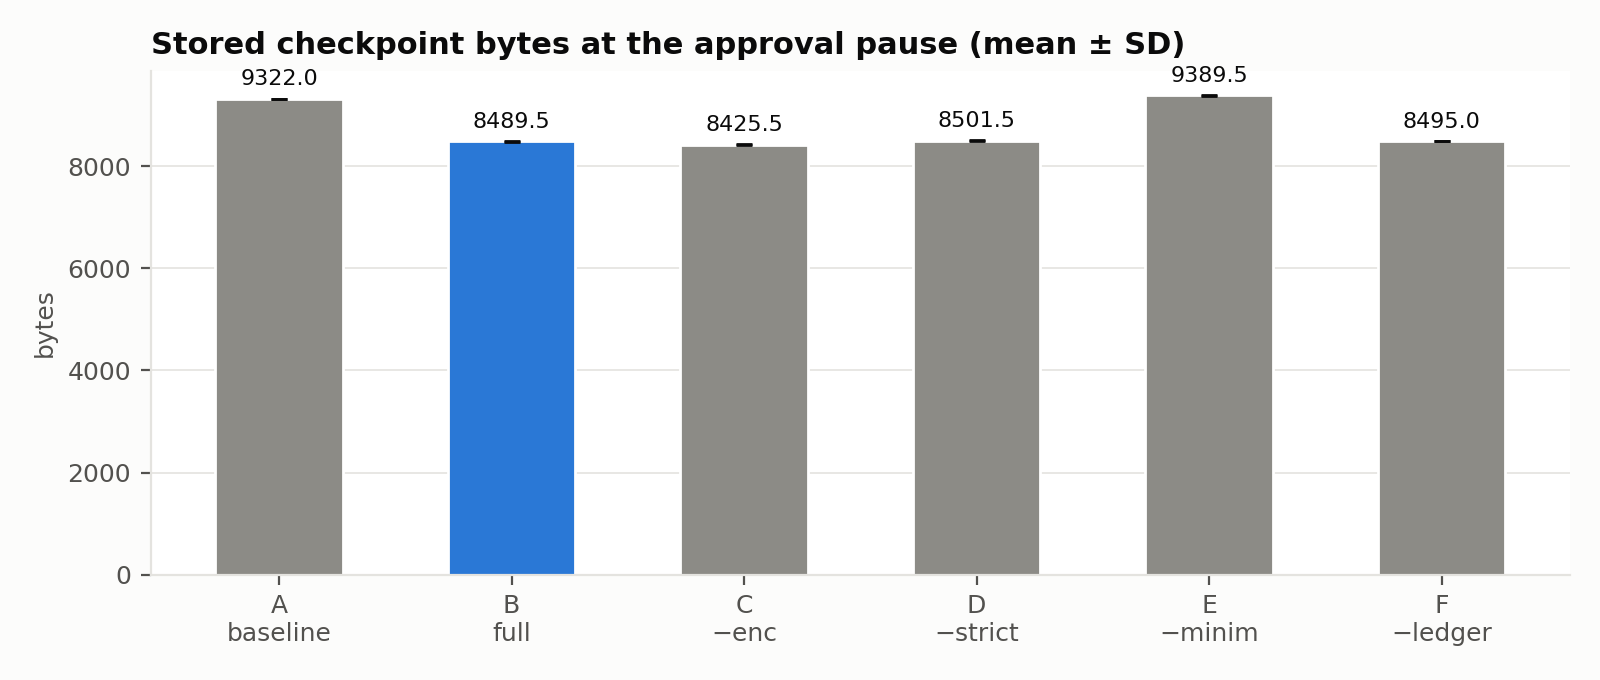 Stored checkpoint bytes at the approval pause (mean ± SD)
9322.0
8489.5
8425.5
8501.5
9389.5
8495.0
bytes
8000
6000
4000
2000
0
A
baseline
B
full
C
−enc
D
−strict
E
−minim
F
−ledger